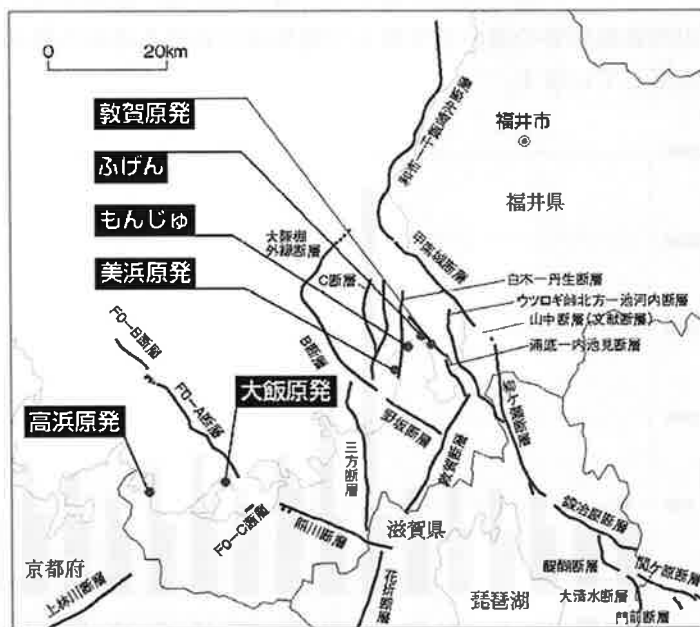 0 20km
敦賀原発
ふげん
もんじゅ
美浜原発
大飯原発
高浜原発
福井市
福井県
甲楽城断層
大陸棚
外縁断層
C断層
B断層
白木一丹生断層
ウツロギ峠北方一池河内断層
山中断層(文献断層)
浦底一内池見断層
FO-B断層
FO-A断層
FO-C断層
野坂断層
三方断層
敦賀断層
柳ケ瀬断層
熊川断層
滋賀県
京都府
上林川断層
花折断層
琵琶湖
鍛冶屋断層
醍醐断層
関ケ原断層
大清水断層
門前断層